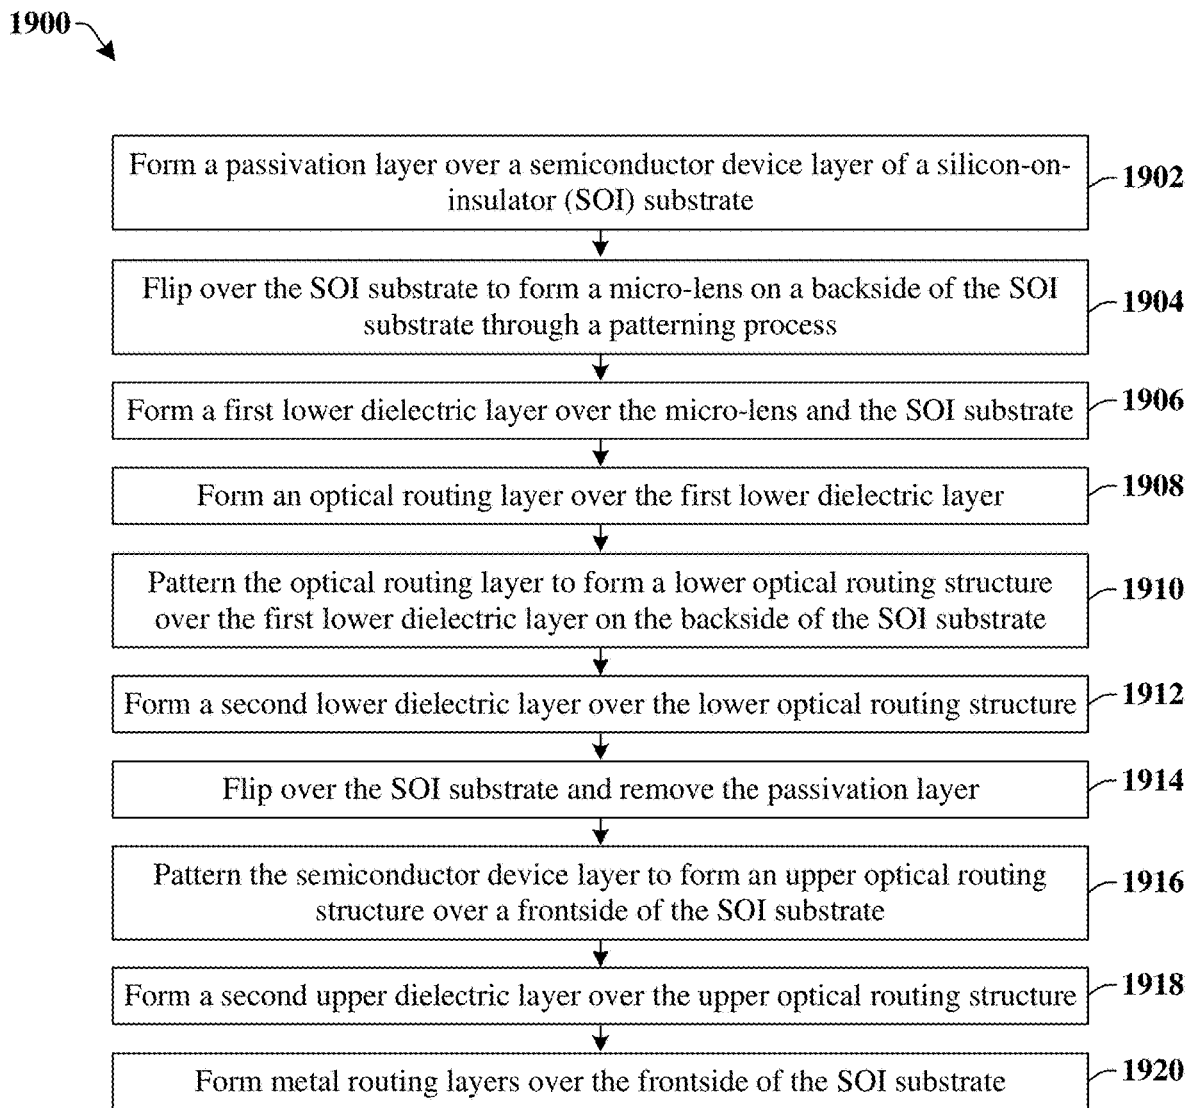 1900
Form a passivation layer over a semiconductor device layer of a silicon-on-
insulator (SOI) substrate
1902
Flip over the SOI substrate to form a micro-lens on a backside of the SOI
substrate through a patterning process
1904
Form a first lower dielectric layer over the micro-lens and the SOI substrate
1906
Form an optical routing layer over the first lower dielectric layer
1908
Pattern the optical routing layer to form a lower optical routing structure
over the first lower dielectric layer on the backside of the SOI substrate
1910
Form a second lower dielectric layer over the lower optical routing structure
1912
Flip over the SOI substrate and remove the passivation layer
1914
Pattern the semiconductor device layer to form an upper optical routing
structure over a frontside of the SOI substrate
1916
Form a second upper dielectric layer over the upper optical routing structure
1918
Form metal routing layers over the frontside of the SOI substrate
1920